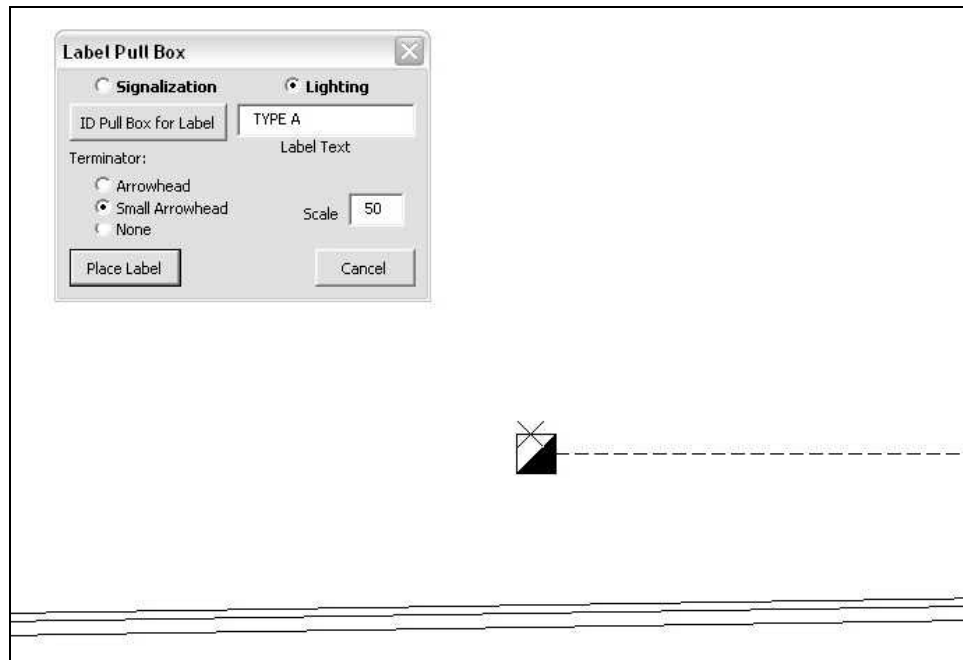 Label Pull Box
Signalization Lighting
ID Pull Box for Label TYPE A
Label Text
Terminator:
Arrowhead
Small Arrowhead Scale 50
None
Place Label Cancel